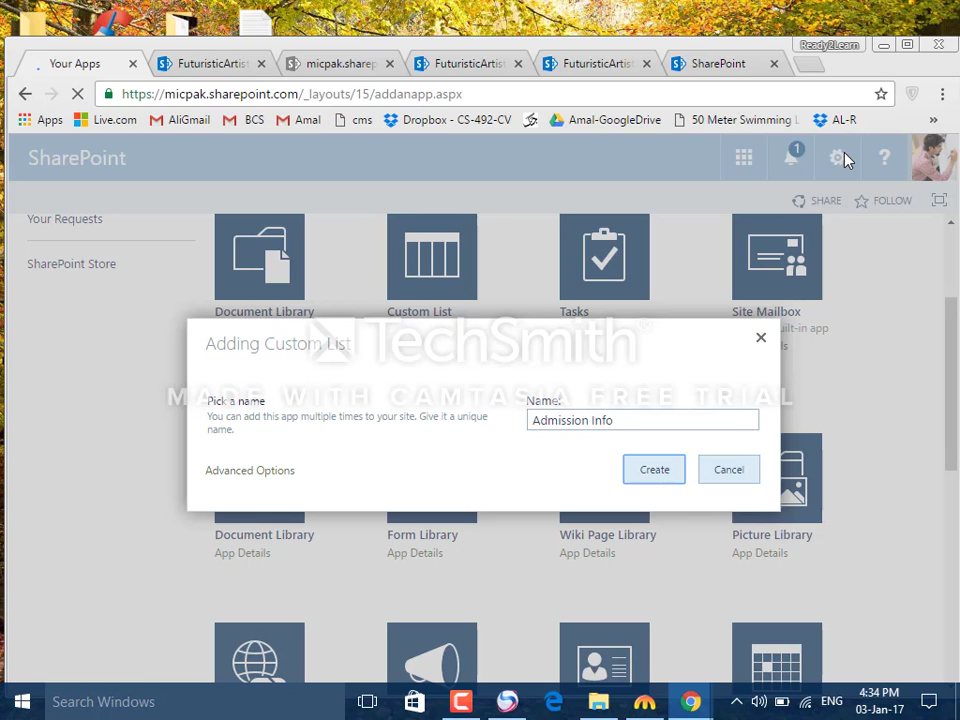 Ready2Learn
Your Apps
FuturisticArtist
micpak.sharep
FuturisticArtist
FuturisticArtist
SharePoint
https://micpak.sharepoint.com/_layouts/15/addanapp.aspx
Apps
Live.com
AliGmail
BCS
Amal
cms
Dropbox - CS-492-CV
Amal-GoogleDrive
50 Meter Swimming
AL-R
»
SharePoint
1
?
SHARE
FOLLOW
Your Requests
SharePoint Store
Document Library
Custom List
Tasks
Site Mailbox
uilt-in app
TechSmith
MADE WITH CAMTASIA FREE TRIAL
Adding Custom List
Pick a name
You can add this app multiple times to your site. Give it a unique
name.
Name:
Admission Info
Advanced Options
Create
Cancel
Document Library
Form Library
Wiki Page Library
Picture Library
App Details
App Details
App Details
App Details
Search Windows
ENG
4:34 PM
03-Jan-17